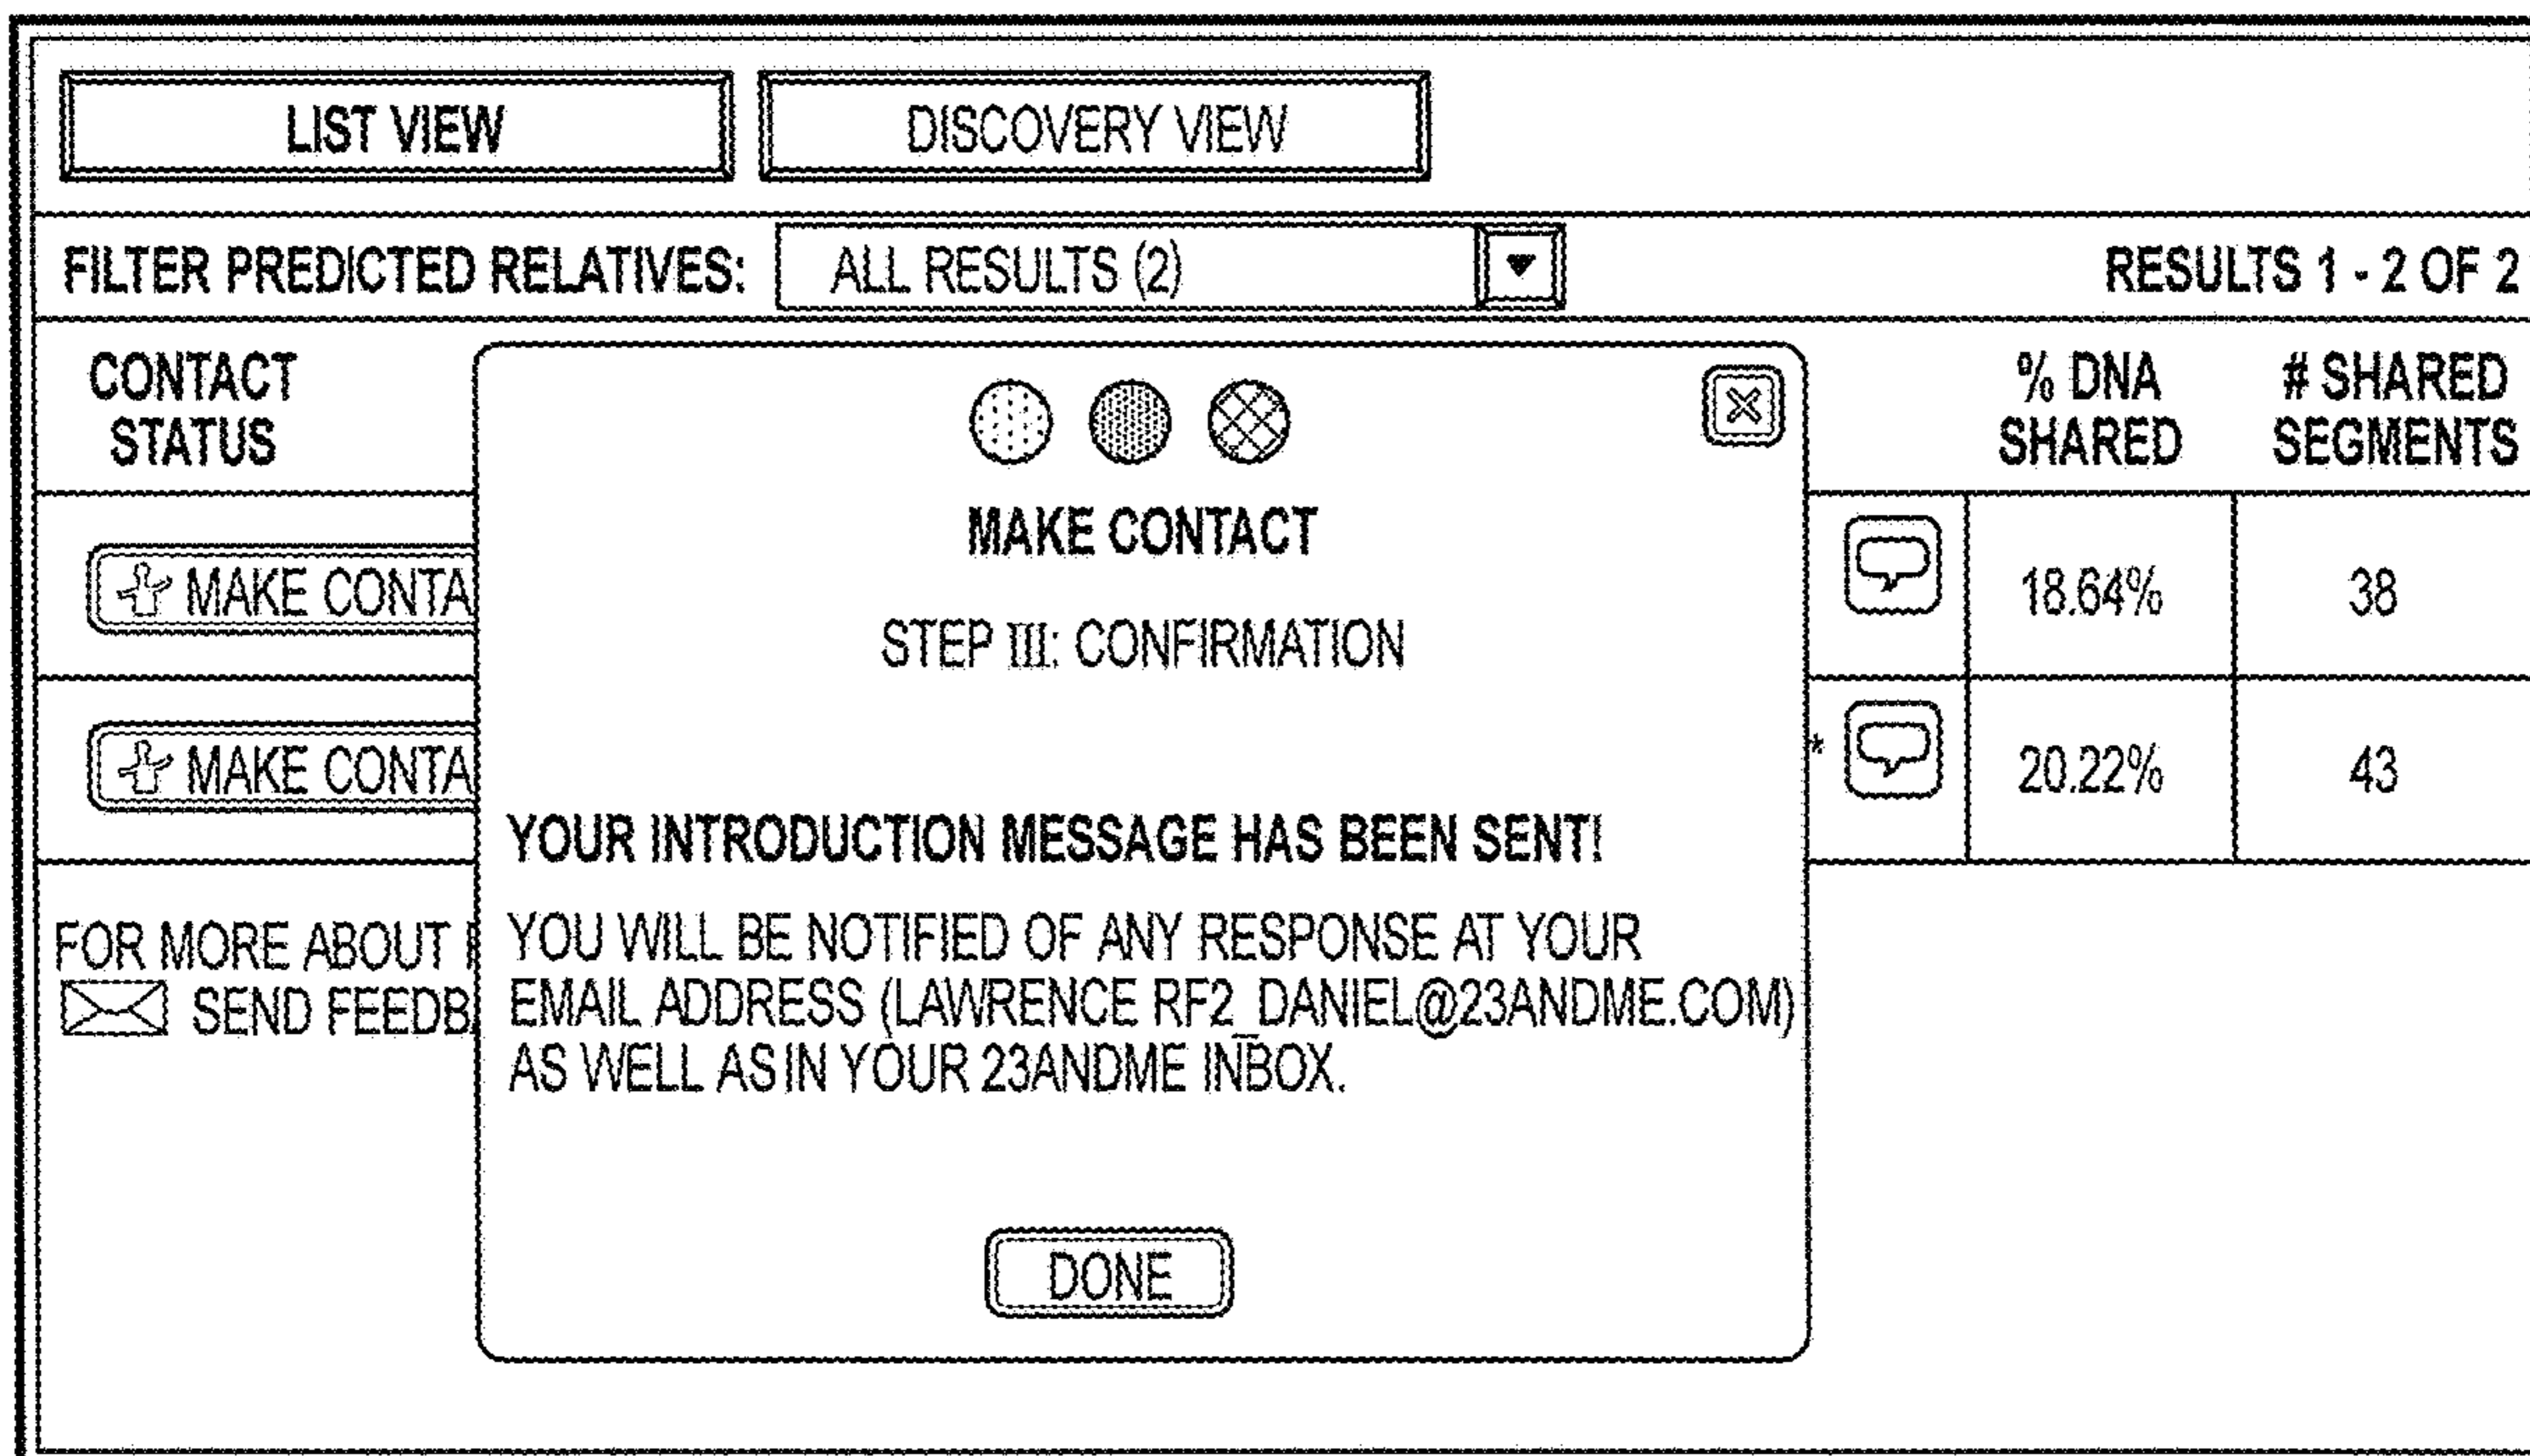 LIST VIEW
DISCOVERY VIEW
FILTER PREDICTED RELATIVES: ALL RESULTS (2) RESULTS 1 - 2 OF 2
CONTACT
STATUS
% DNA
SHARED
# SHARED
SEGMENTS
MAKE CONTA
18.64% 38
MAKE CONTA
* 20.22% 43
FOR MORE ABOUT
SEND FEEDBA
MAKE CONTACT
STEP III: CONFIRMATION
YOUR INTRODUCTION MESSAGE HAS BEEN SENT!
YOU WILL BE NOTIFIED OF ANY RESPONSE AT YOUR
EMAIL ADDRESS (LAWRENCE RF2_DANIEL@23ANDME.COM)
AS WELL AS IN YOUR 23ANDME INBOX.
DONE